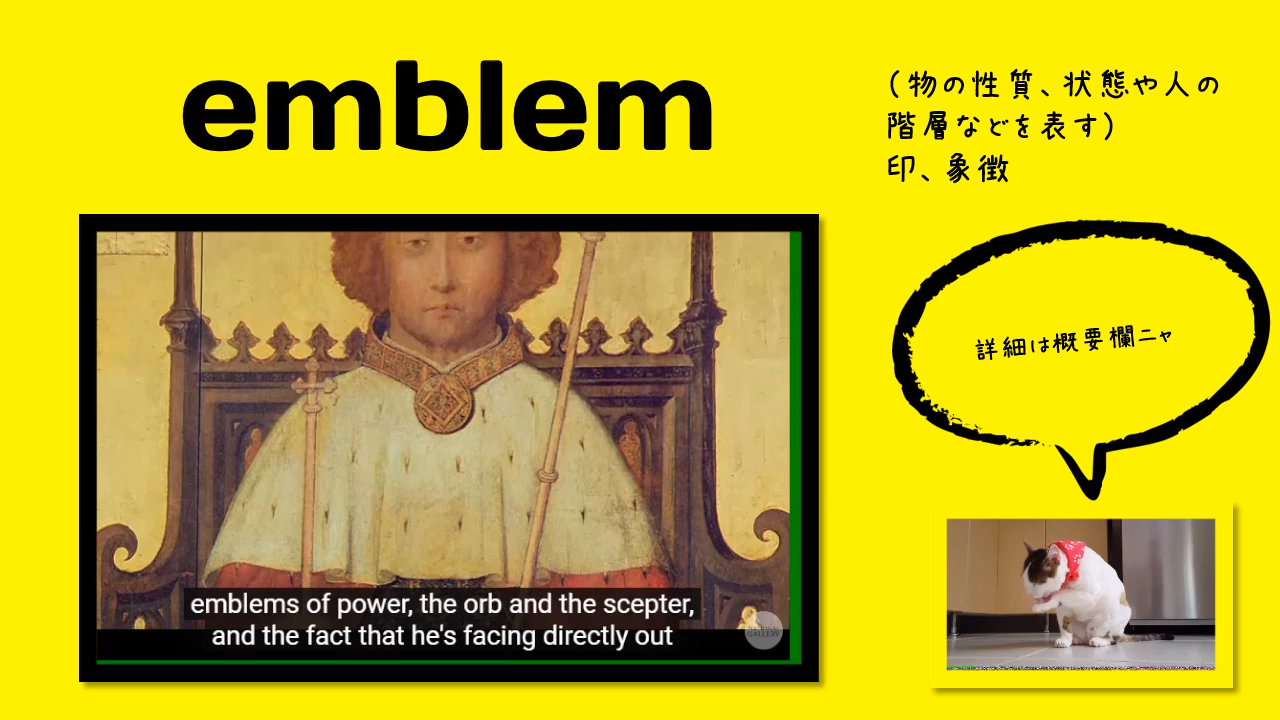 emblem
（物の性質、状態や人の
階層などを表す）
印、象徴
詳細は概要欄ニャ
emblems of power, the orb and the scepter,
and the fact that he's facing directly out
NATIONAL
GALLERY